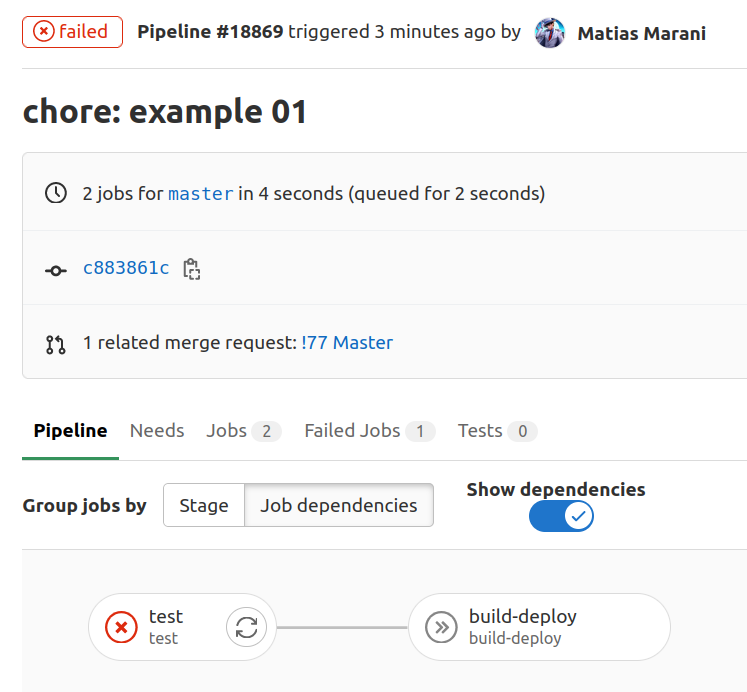 failed Pipeline #18869 triggered 3 minutes ago by Matias Marani
chore: example 01
2 jobs for master in 4 seconds (queued for 2 seconds)
c883861c
1 related merge request: !77 Master
Pipeline Needs Jobs 2 Failed Jobs 1 Tests 0
Group jobs by Stage Job dependencies Show dependencies
test
test
build-deploy
build-deploy